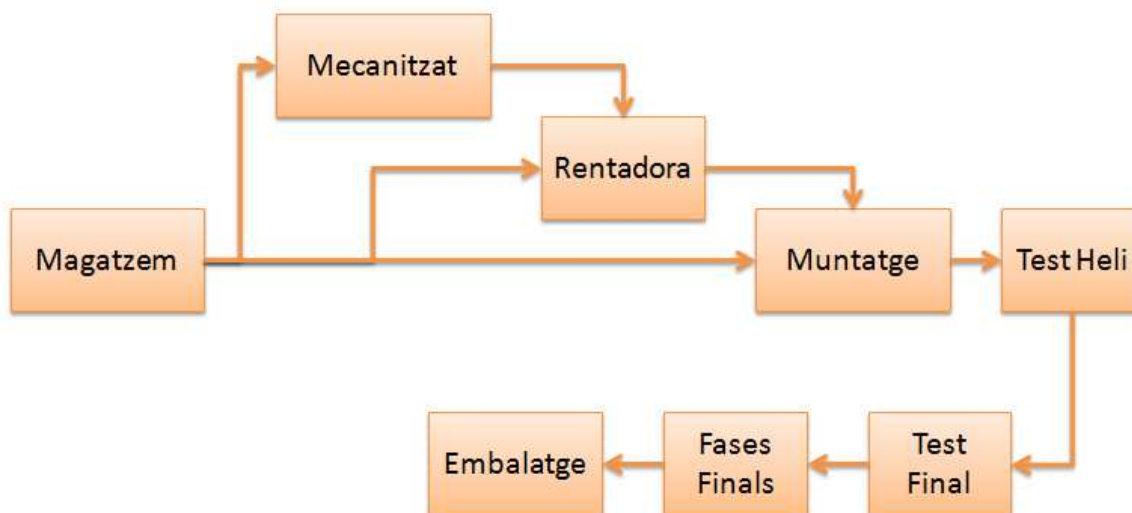 Mecanitzat
Rentadora
Magatzem
Muntatge
Test Heli
Embalatge
Fases
Finals
Test
Final